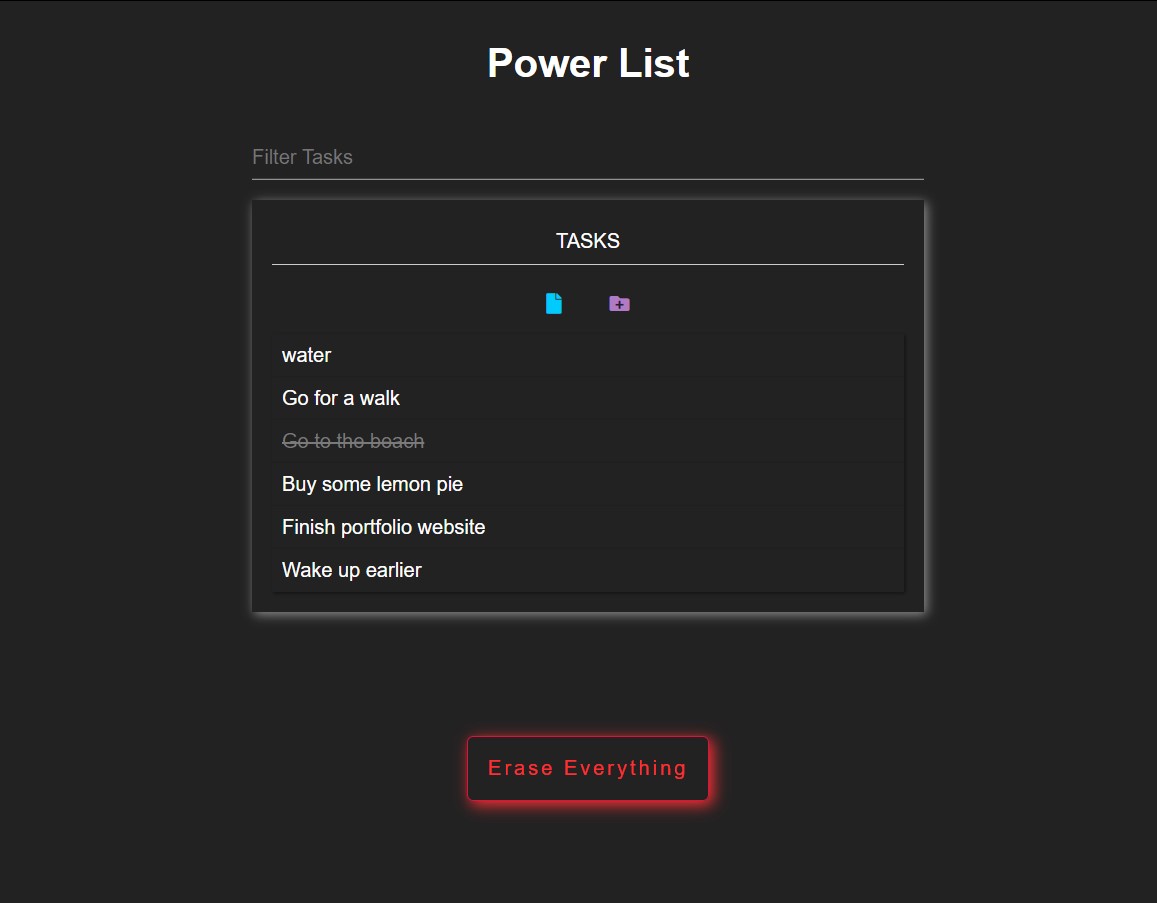 Power List
Filter Tasks
TASKS
water
Go for a walk
Go to the beach
Buy some lemon pie
Finish portfolio website
Wake up earlier
Erase Everything